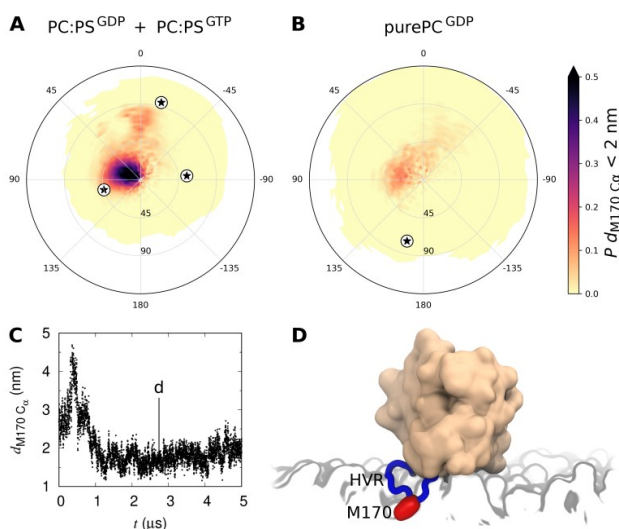 A PC:PS^GDP + PC:PS^GTP
B purePC^GDP
0
45 -45
90 -90
45
90
135 -135
180
0
45 -45
90 -90
45
90
135 -135
180
0.5
0.4
0.3
0.2
0.1
0.0
P d_M170 Cα < 2 nm
C
5
4
3
2
1
d_M170 Cα (nm)
d
0 1 2 3 4 5
t (μs)
D
HVR
M170